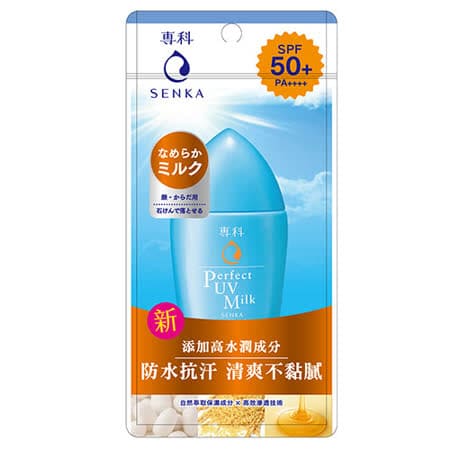 専科
SENKA
SPF
50+
PA++++
なめらか
ミルク
顔・からだ用
石けんで落とせる
専科
Perfect
UV
Milk
SENKA
新
添加高水潤成分
防水抗汗 清爽不黏膩
自然萃取保濕成分×高效滲透技術